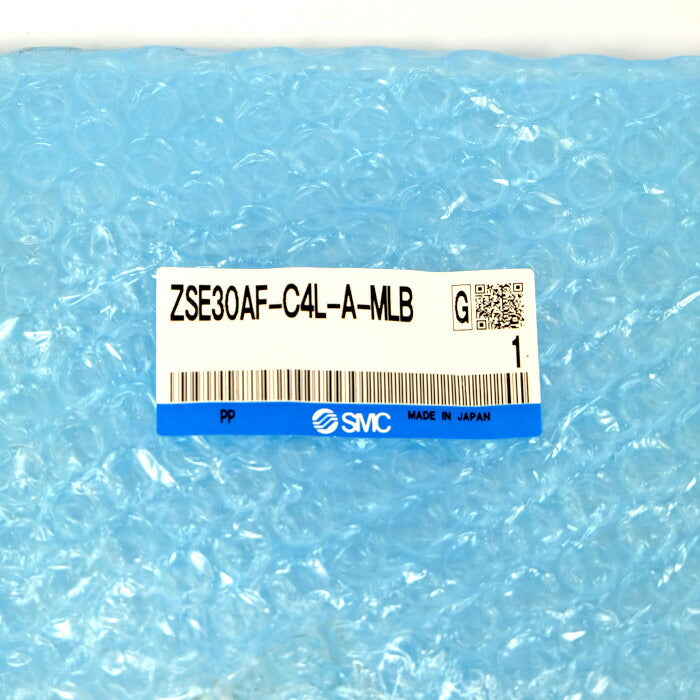 ZSE30AF-C4L-A-MLB G
1
PP SMC MADE IN JAPAN